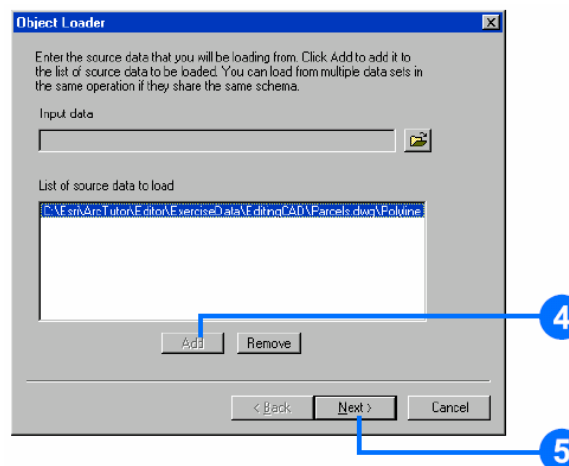 Object Loader
Enter the source data that you will be loading from. Click Add to add it to
the list of source data to be loaded. You can load from multiple data sets in
the same operation if they share the same schema.
Input data
List of source data to load
C:\Esri\ArcTutor\Editor\ExerciseData\EditingCAD\Parcels.dwg\Polyline
Add Remove
4
< Back Next > Cancel
5